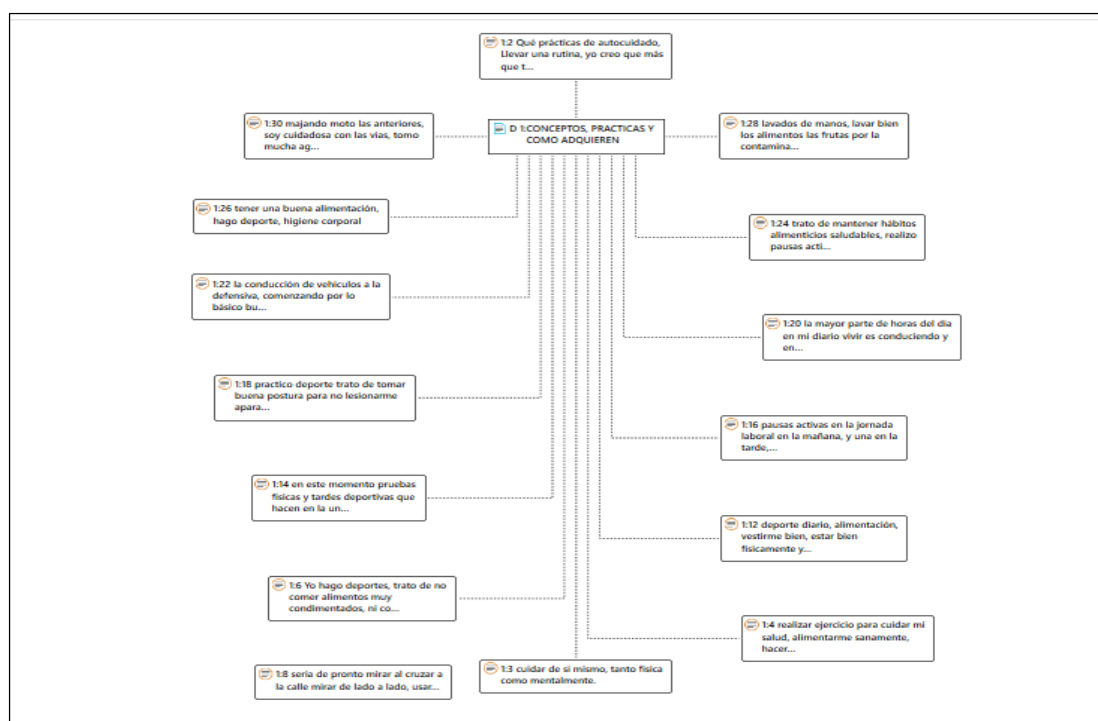 1:2 Qué prácticas de autocuidado,
Llevar una rutina, yo creo que más
que t...
1:30 majando moto las anteriores,
soy cuidadosa con las vias, tomo
mucha ag...
D 1:CONCEPTOS, PRACTICAS Y
COMO ADQUIEREN
1:28 lavados de manos, lavar bien
los alimentos las frutas por la
contamina...
1:26 tener una buena alimentación,
hago deporte, higiene corporal
1:24 trato de mantener hábitos
alimenticios saludables, realizo
pausas acti...
1:22 la conducción de vehículos a la
defensiva, comenzando por lo
básico bu...
1:20 la mayor parte de horas del dia
en mi diario vivir es conduciendo y
en...
1:18 practico deporte trato de tomar
buena postura para no lesionarme
apara...
1:16 pausas activas en la jornada
laboral en la mañana, y una en la
tarde,...
1:14 en este momento pruebas
fisicas y tardes deportivas que
hacen en la un...
1:12 deporte diario, alimentación,
vestirme bien, estar bien
fisicamente y...
1:6 Yo hago deportes, trato de no
comer alimentos muy
condimentados, ni co...
1:4 realizar ejercicio para cuidar mi
salud, alimentarme sanamente,
hacer...
1:8 seria de pronto mirar al cruzar a
la calle mirar de lado a lado, usar...
1:3 cuidar de si mismo, tanto fisica
como mentalmente.